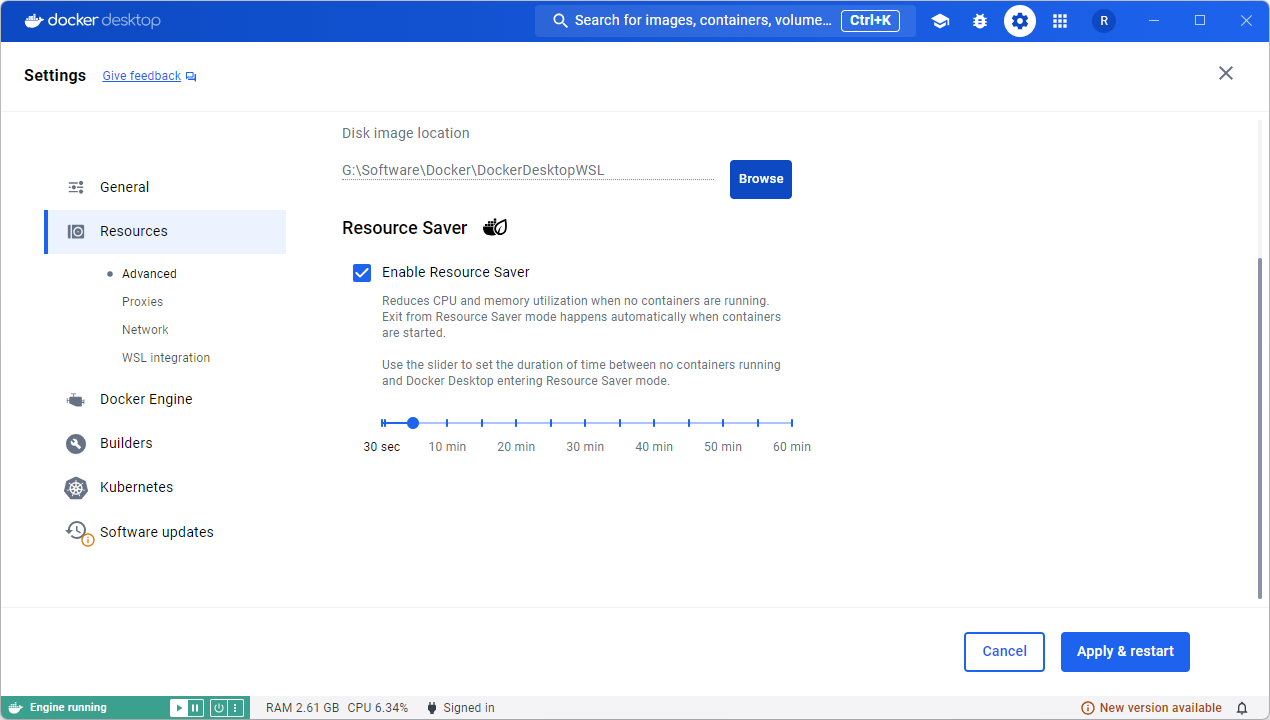 docker desktop
Search for images, containers, volume... Ctrl+K
R
Settings Give feedback
General
Resources
Advanced
Proxies
Network
WSL integration
Docker Engine
Builders
Kubernetes
Software updates
Disk image location
G:\Software\Docker\DockerDesktopWSL
Browse
Resource Saver
Enable Resource Saver
Reduces CPU and memory utilization when no containers are running.
Exit from Resource Saver mode happens automatically when containers
are started.
Use the slider to set the duration of time between no containers running
and Docker Desktop entering Resource Saver mode.
30 sec 10 min 20 min 30 min 40 min 50 min 60 min
Cancel Apply & restart
Engine running RAM 2.61 GB CPU 6.34% Signed in New version available